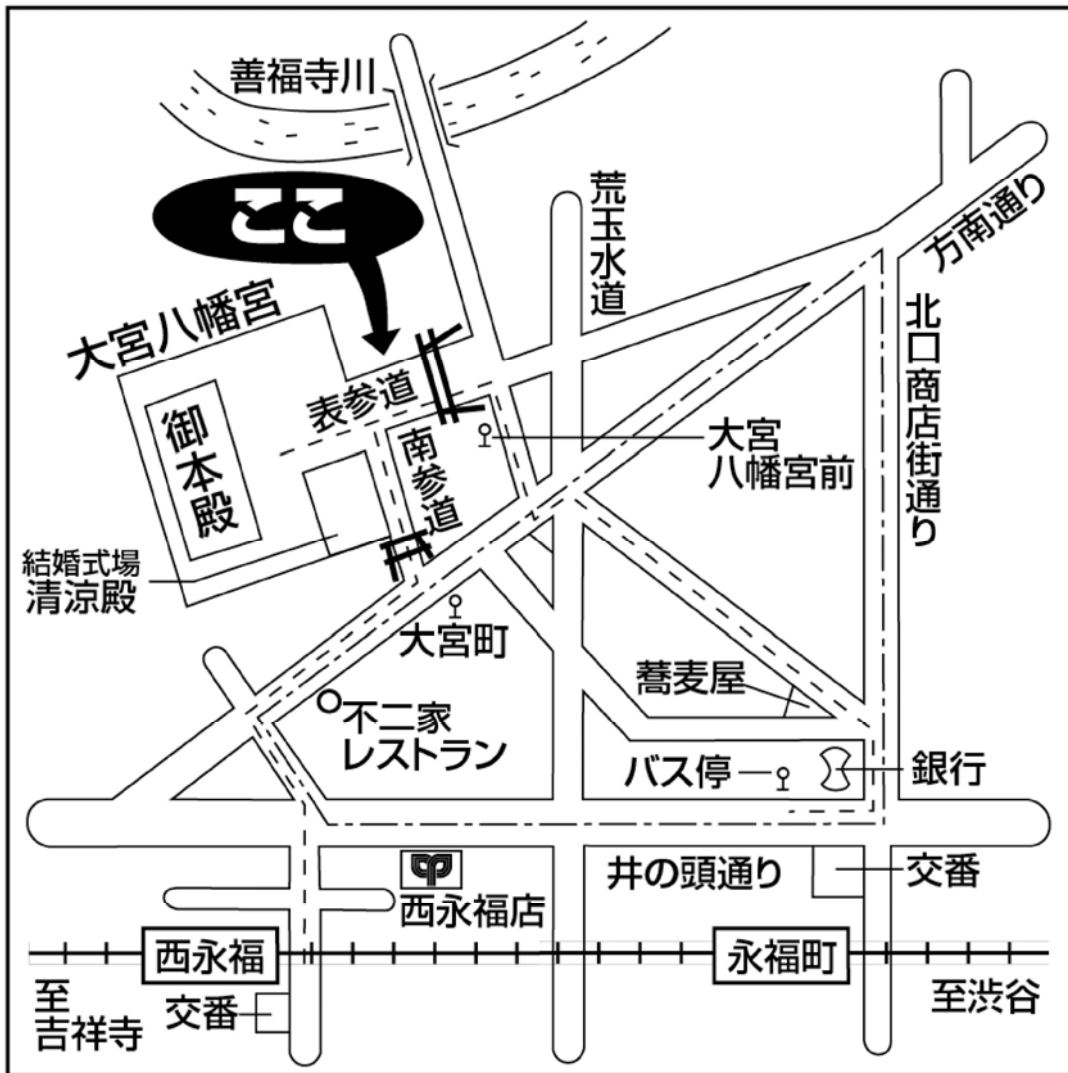 善福寺川
ここ
荒玉水道
方南通り
大宮八幡宮
北口商店街通り
表参道
御本殿
南参道
大宮
八幡宮前
結婚式場
清涼殿
大宮町
蕎麦屋
不二家
レストラン
バス停
銀行
西永福店
井の頭通り
交番
西永福
永福町
至
吉祥寺
交番
至渋谷